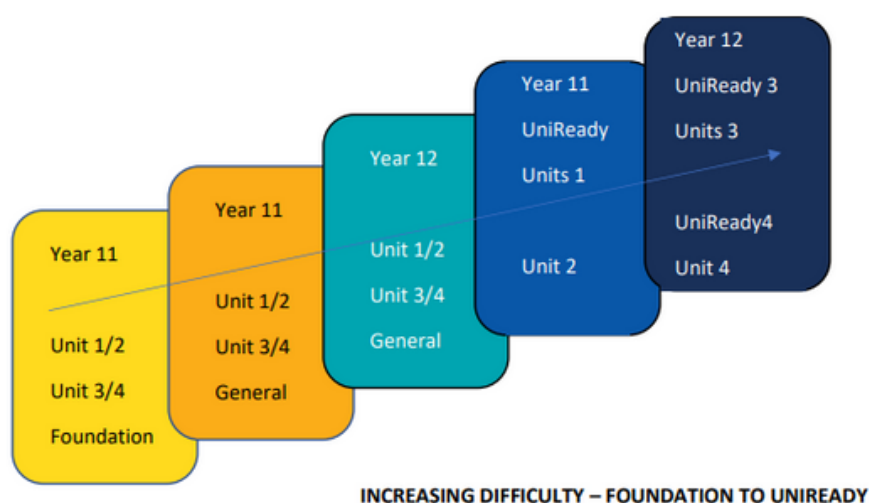 Year 11
Unit 1/2
Unit 3/4
Foundation
Year 11
Unit 1/2
Unit 3/4
General
Year 12
Unit 1/2
Unit 3/4
General
Year 11
UniReady
Units 1
Unit 2
Year 12
UniReady 3
Units 3
UniReady4
Unit 4
INCREASING DIFFICULTY – FOUNDATION TO UNIREADY